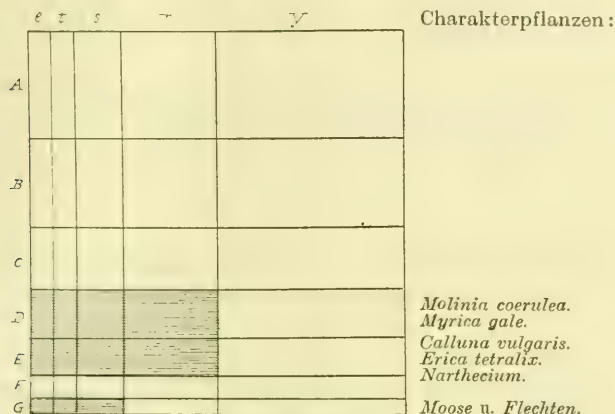 e t s r V Charakterpflanzen:
A
B
C
D Molinia coerulea.
Myrica gale.
Calluna vulgaris.
E Erica tetralix.
F Narthecium.
G Moose u. Flechten.